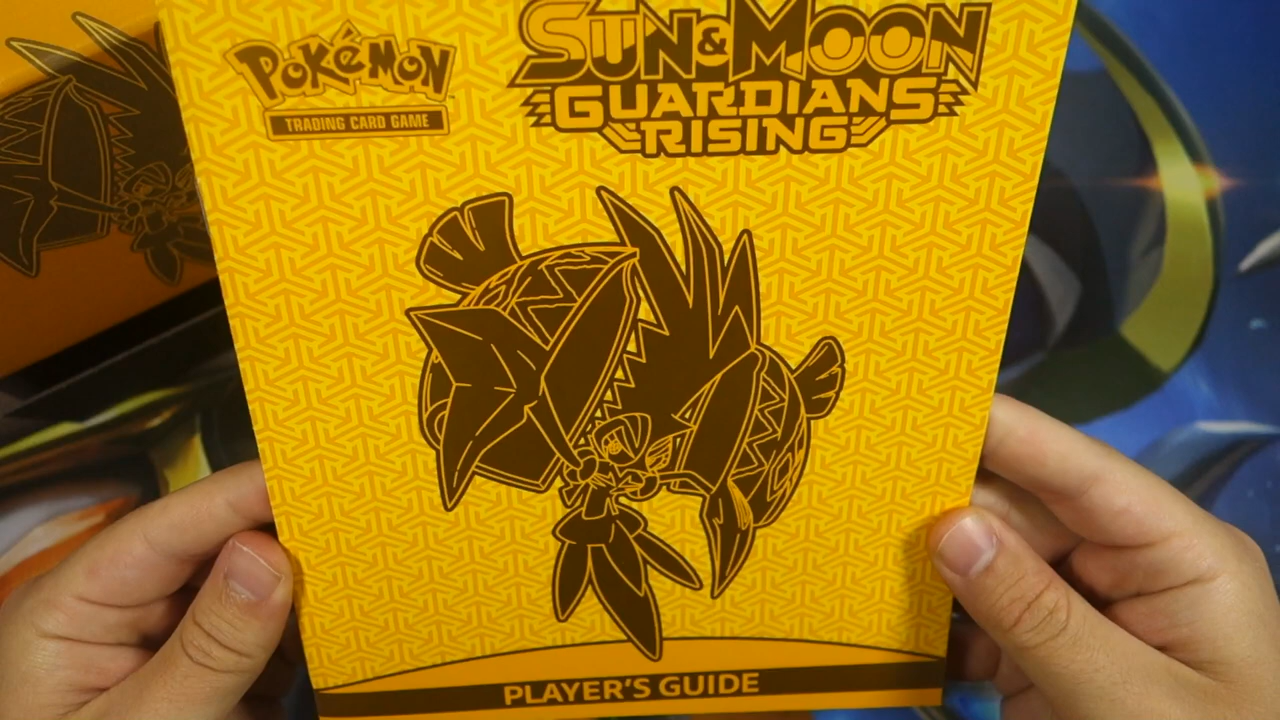 POKéMON
TRADING CARD GAME
SUN & MOON
GUARDIANS
RISING
PLAYER'S GUIDE